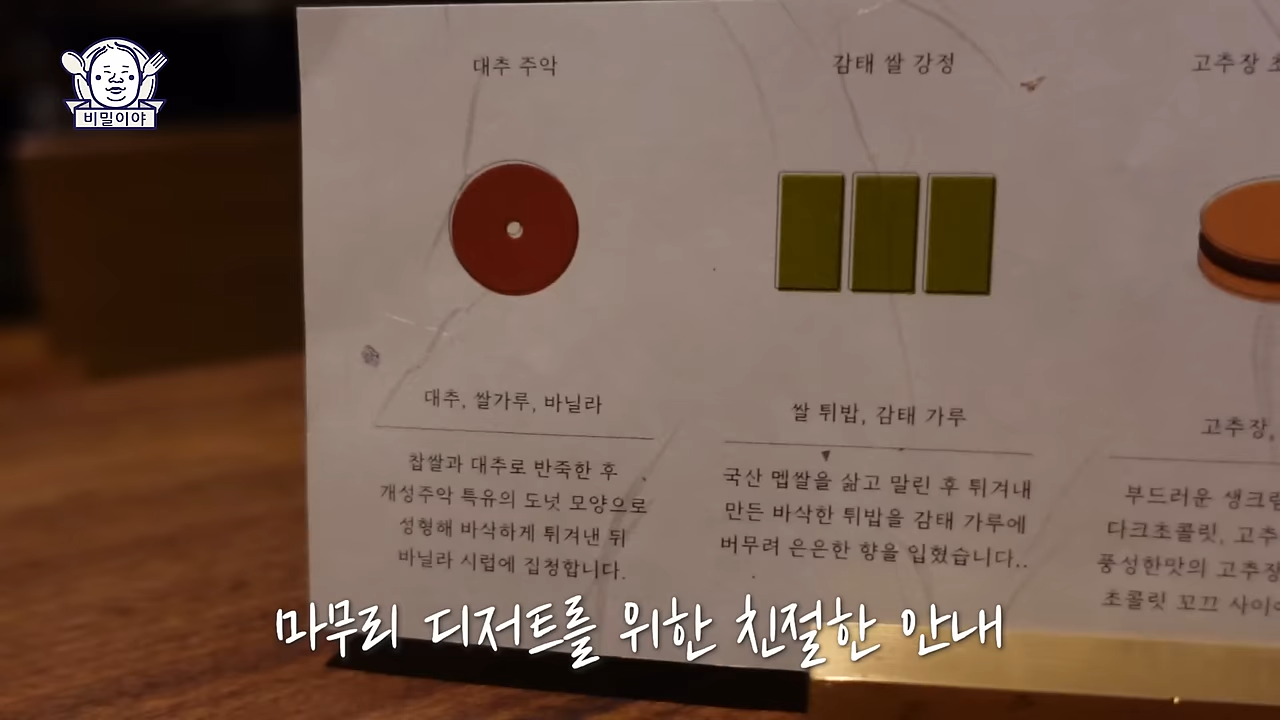 비밀이야
대추 주악
대추, 쌀가루, 바닐라
찹쌀과 대추로 반죽한 후
개성주악 특유의 도넛 모양으로
성형해 바삭하게 튀겨낸 뒤
바닐라 시럽에 집청합니다.
감태 쌀 강정
쌀 튀밥, 감태 가루
국산 멥쌀을 삶고 말린 후 튀겨내
만든 바삭한 튀밥을 감태 가루에
버무려 은은한 향을 입혔습니다..
고추장
고추장,
부드러운 생크림
다크초콜릿, 고추
풍성한맛의 고추장
초콜릿 꼬끄 사이
마무리 디저트를 위한 친절한 안내